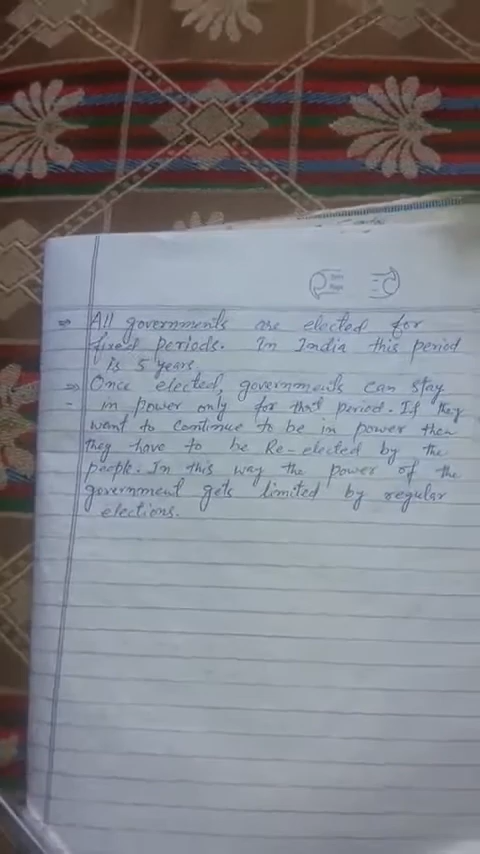 ⇒ All governments are elected for
fixed periods. In India this period
is 5 years
⇒ Once elected, governments can stay
- in power only for that period. If they
want to continue to be in power then
they have to be Re-elected by the
people. In this way the power of the
government gets limited by regular
elections.